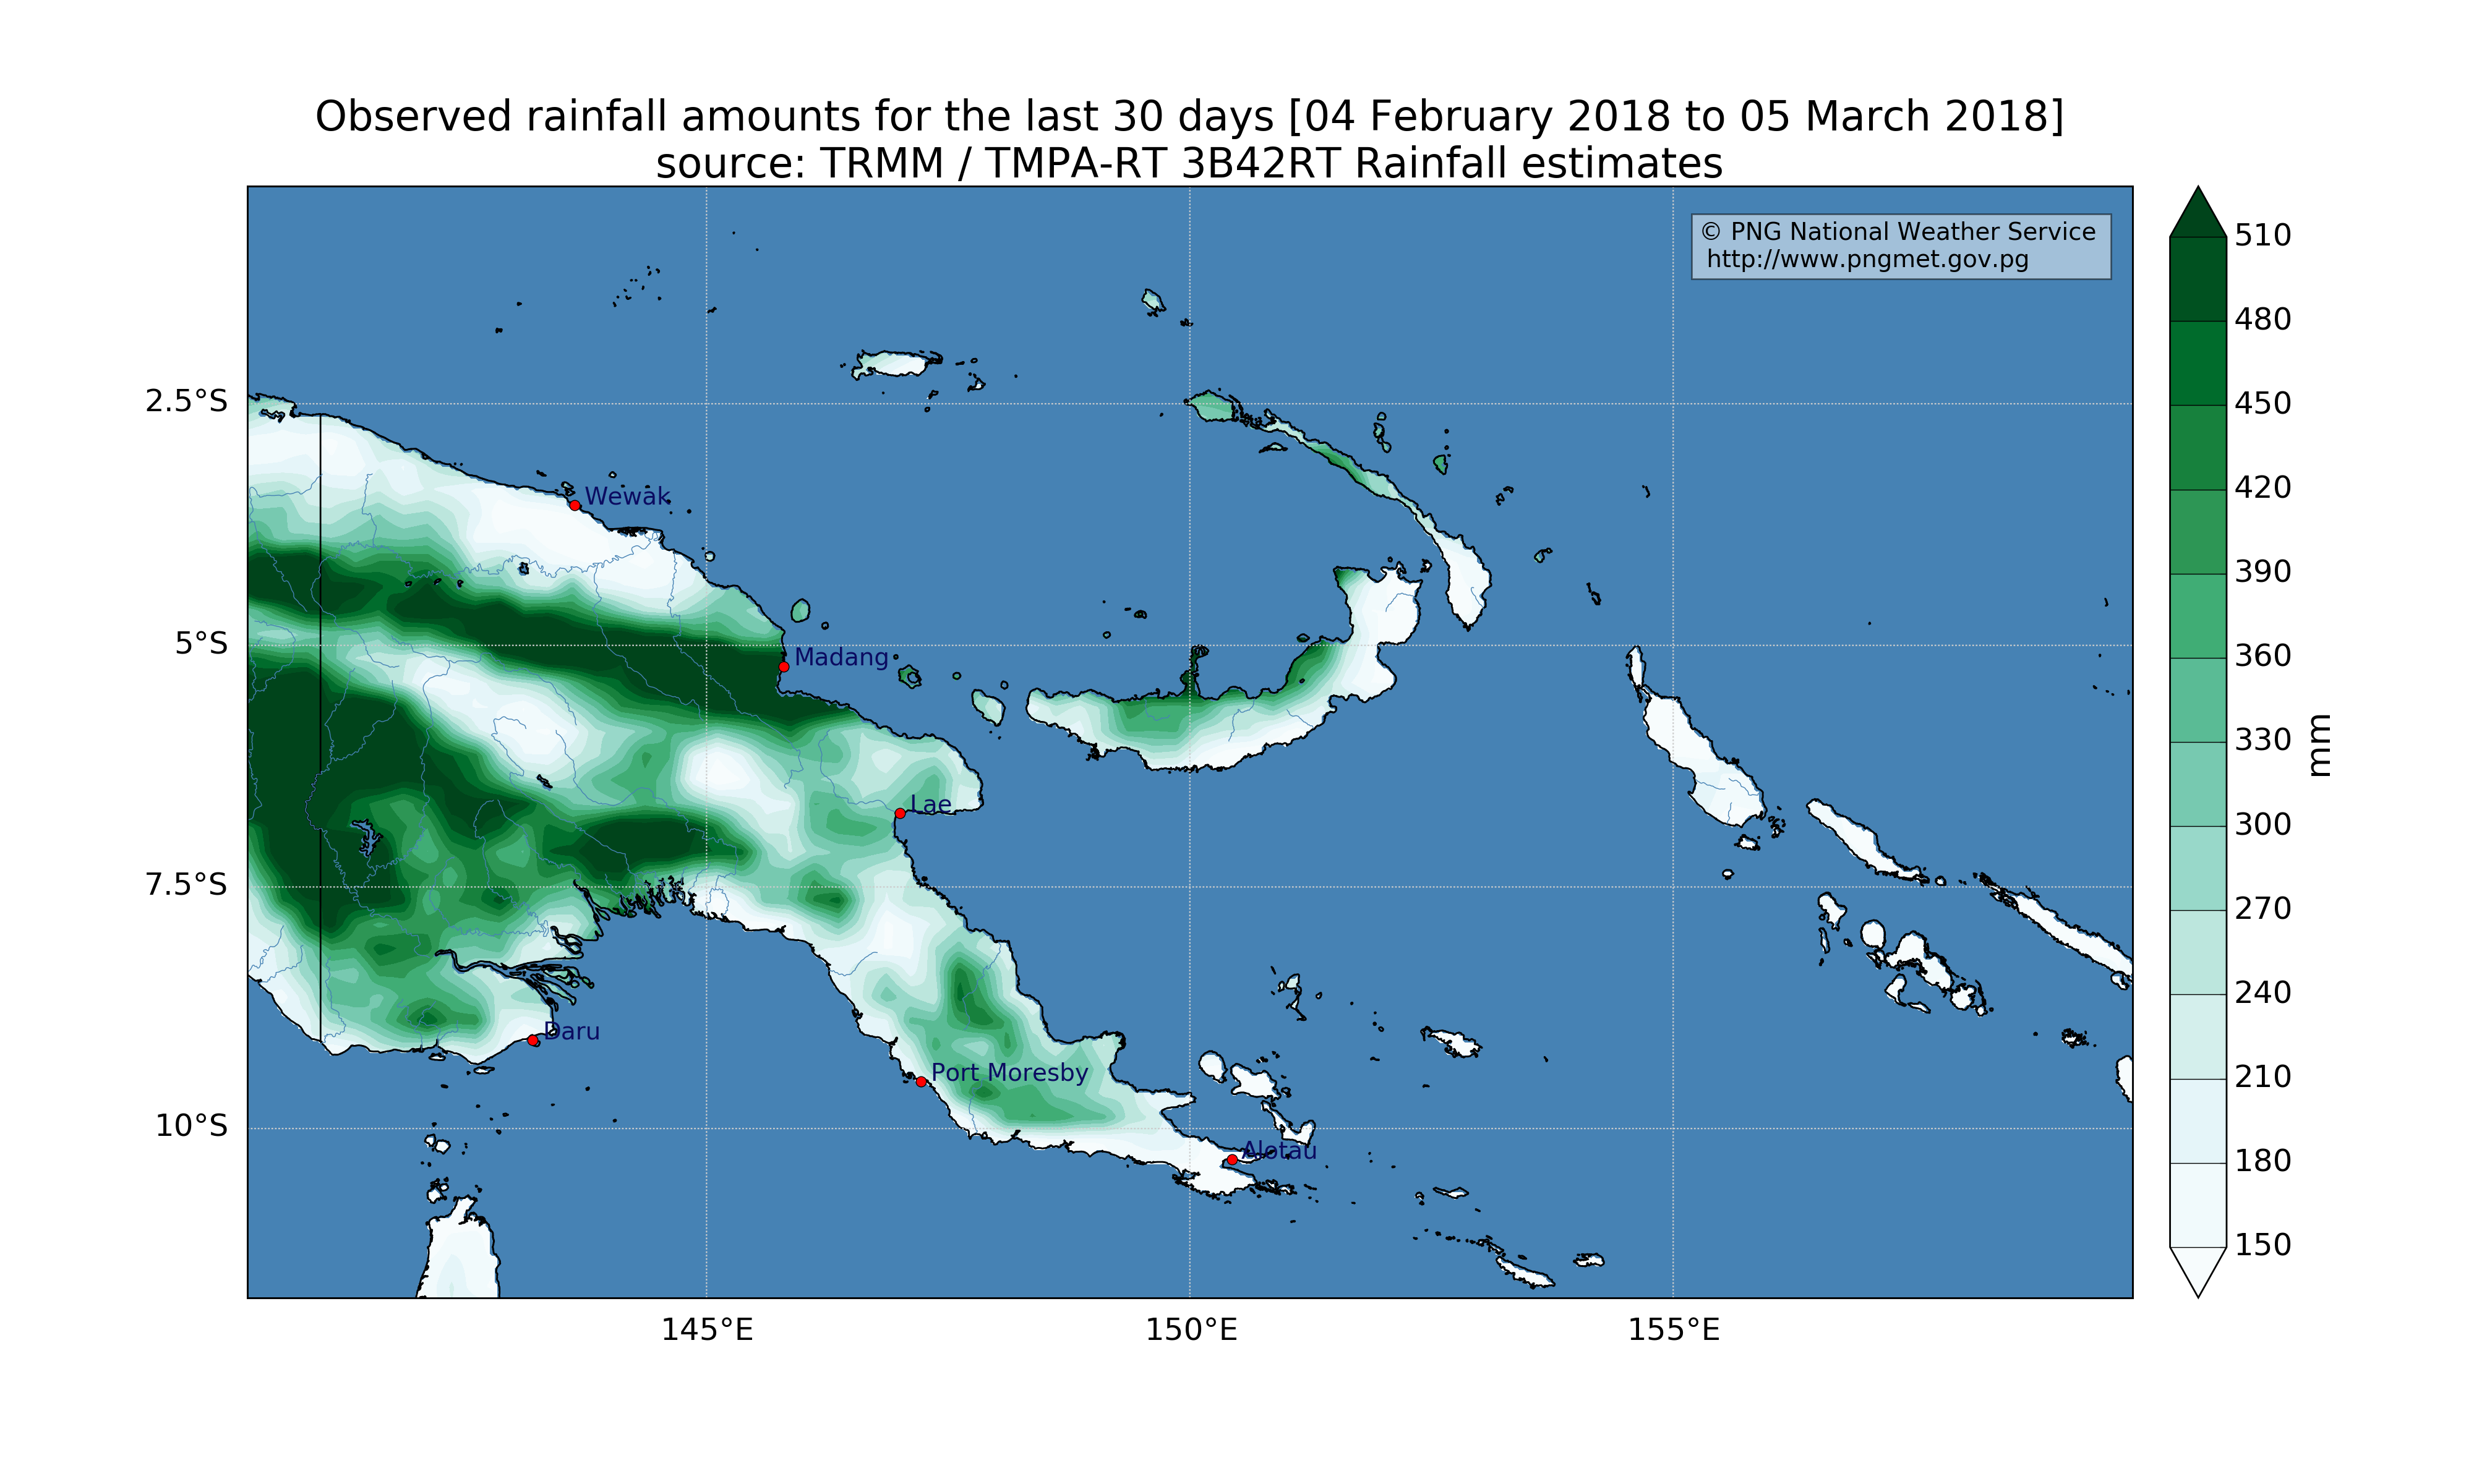 Observed rainfall amounts for the last 30 days [04 February 2018 to 05 March 2018]
source: TRMM / TMPA-RT 3B42RT Rainfall estimates
© PNG National Weather Service
http://www.pngmet.gov.pg
510
480
450
420
390
360
330
300
270
240
210
180
150
mm
2.5°S
5°S
7.5°S
10°S
Wewak
Madang
Lae
Daru
Port Moresby
Alotau
145°E
150°E
155°E